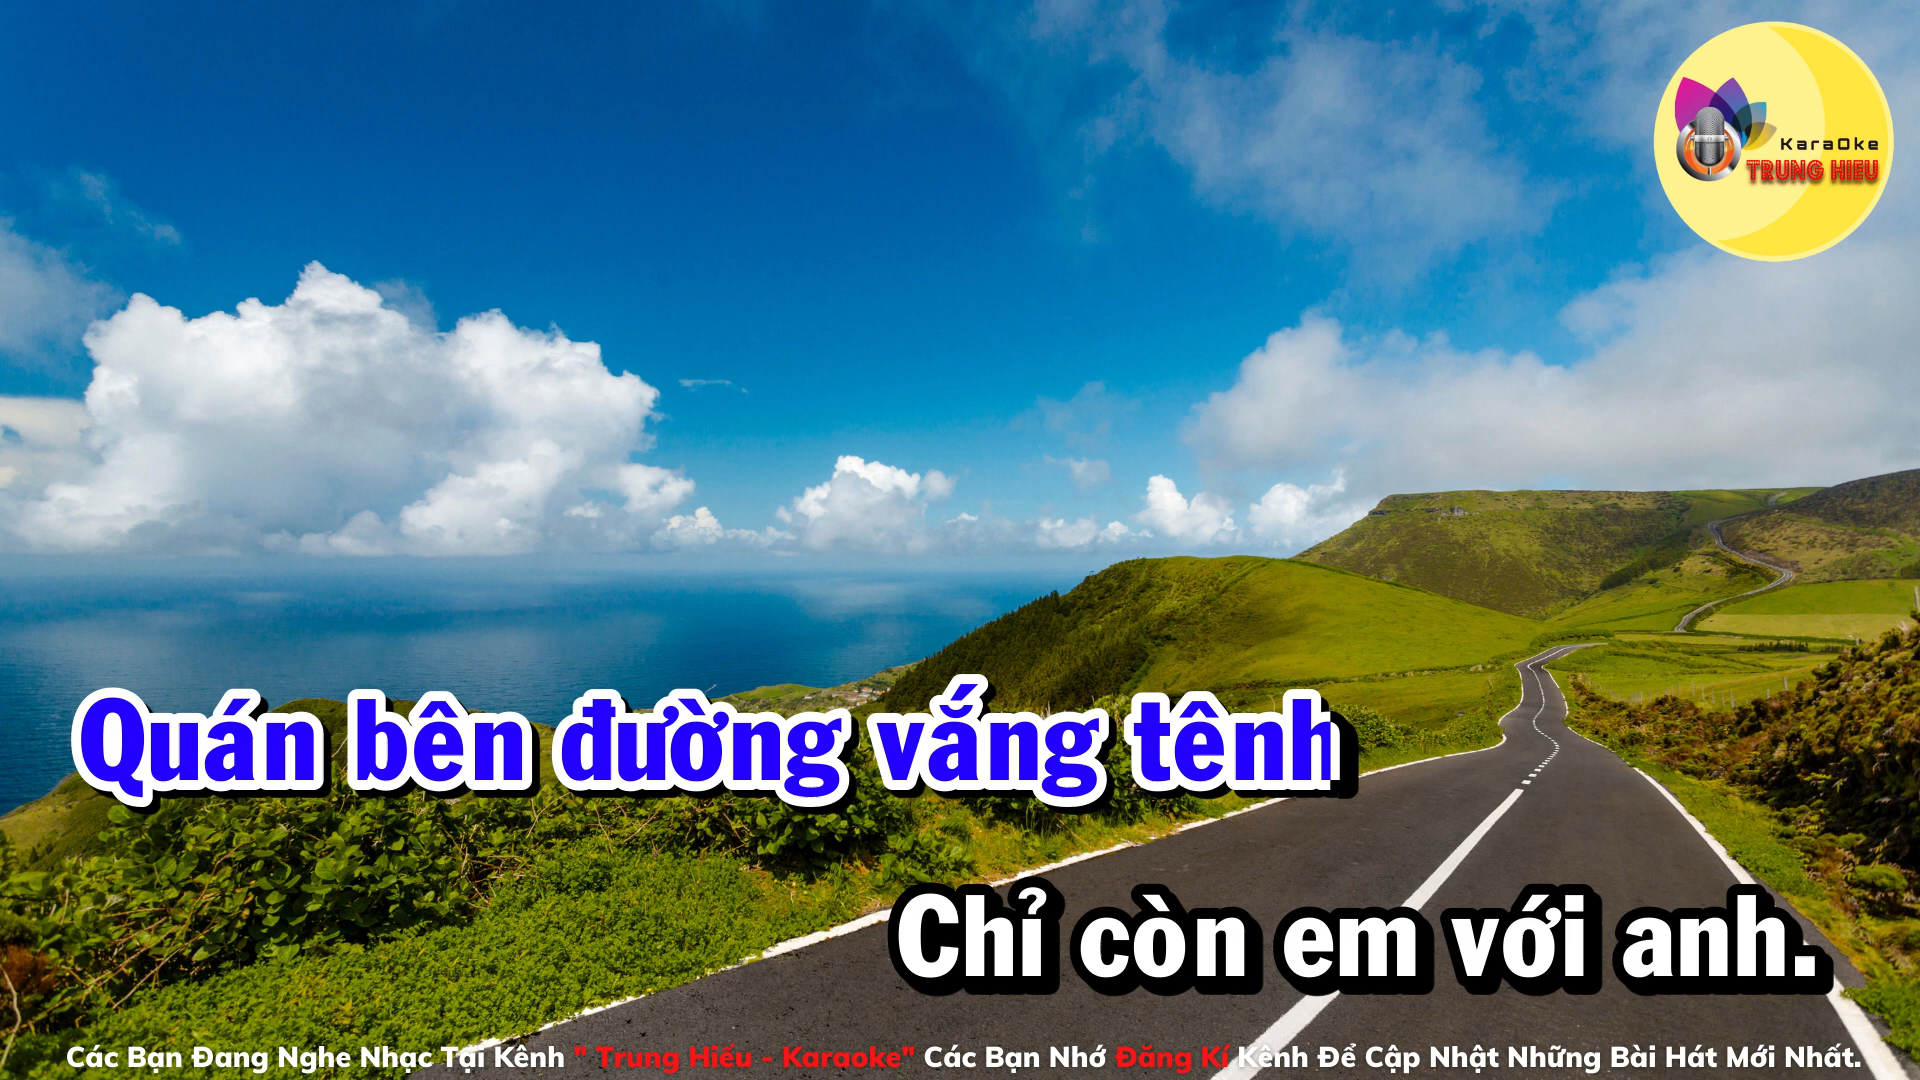 KaraOke
TRUNG HIEU
Quán bên đường vắng tênh
Chỉ còn em với anh.
Các Bạn Đang Nghe Nhạc Tại Kênh " Trung Hiếu - Karaoke" Các Bạn Nhớ Đăng Kí Kênh Để Cập Nhật Những Bài Hát Mới Nhất.